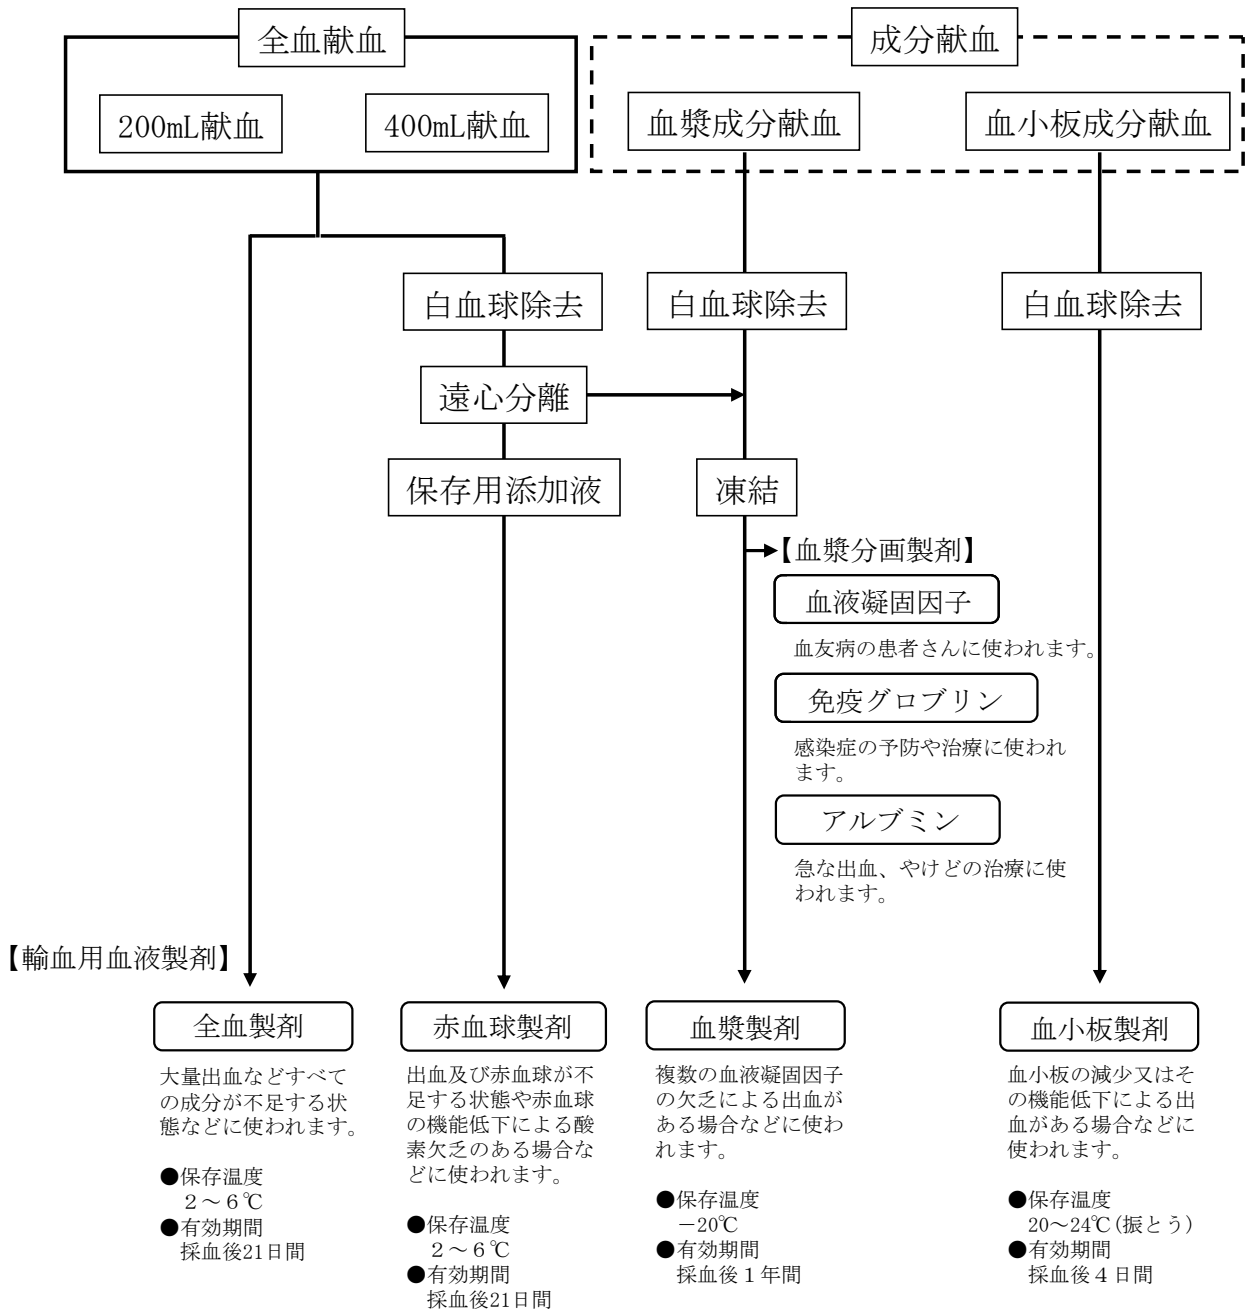 全血献血
200mL献血
400mL献血
成分献血
血漿成分献血
血小板成分献血
白血球除去
白血球除去
白血球除去
遠心分離
保存用添加液
凍結
【血漿分画製剤】
血液凝固因子
血友病の患者さんに使われます。
免疫グロブリン
感染症の予防や治療に使われ
ます。
アルブミン
急な出血、やけどの治療に使
われます。
【輸血用血液製剤】
全血製剤
大量出血などすべて
の成分が不足する状
態などに使われます。
●保存温度
２～６℃
●有効期間
採血後21日間
赤血球製剤
出血及び赤血球が不
足する状態や赤血球
の機能低下による酸
素欠乏のある場合な
どに使われます。
●保存温度
２～６℃
●有効期間
採血後21日間
血漿製剤
複数の血液凝固因子
の欠乏による出血が
ある場合などに使わ
れます。
●保存温度
－20℃
●有効期間
採血後１年間
血小板製剤
血小板の減少又はそ
の機能低下による出
血がある場合などに
使われます。
●保存温度
20～24℃(振とう)
●有効期間
採血後４日間